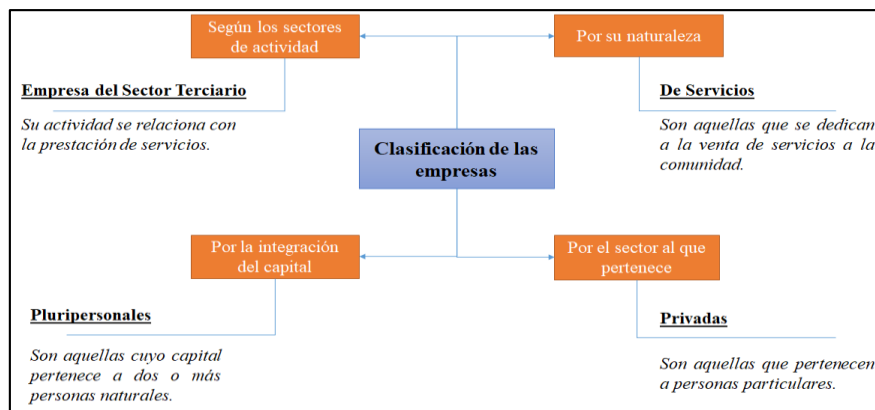 Según los sectores
de actividad
Por su naturaleza
Empresa del Sector Terciario
Su actividad se relaciona con
la prestación de servicios.
De Servicios
Son aquellas que se dedican
a la venta de servicios a la
comunidad.
Clasificación de las
empresas
Por la integración
del capital
Por el sector al que
pertenece
Pluripersonales
Son aquellas cuyo capital
pertenece a dos o más
personas naturales.
Privadas
Son aquellas que pertenecen
a personas particulares.